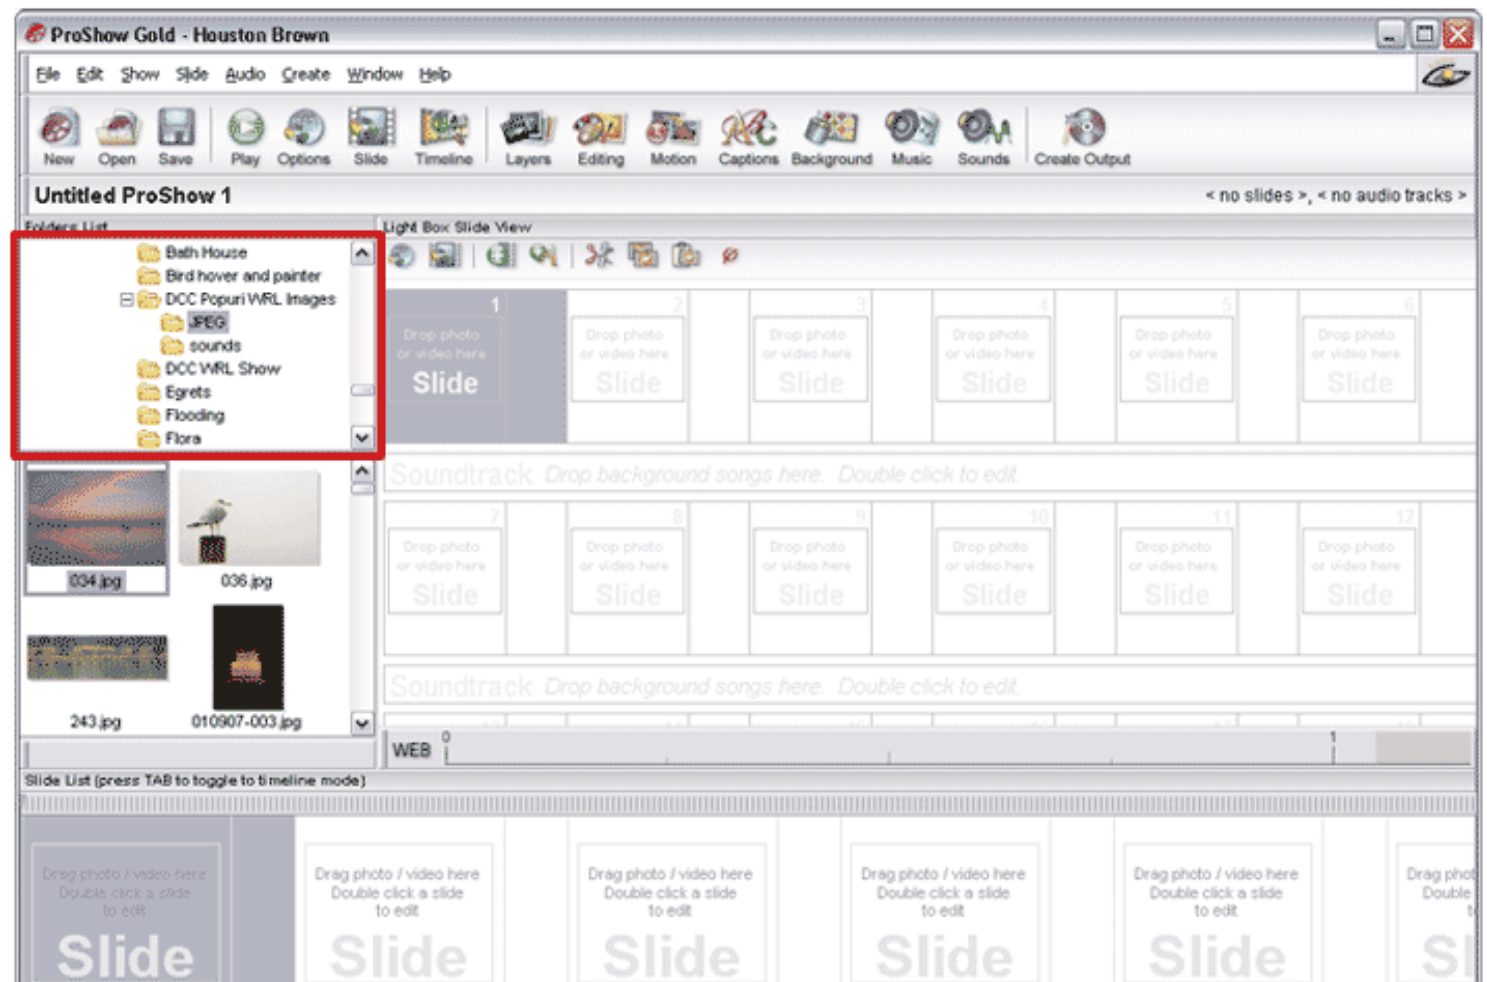 ProShow Gold - Houston Brown
File Edit Show Slide Audio Create Window Help
New Open Save Play Options Slide Timeline Layers Editing Motion Captions Background Music Sounds Create Output
Untitled ProShow 1 < no slides >, < no audio tracks >
Folders List
Light Box Slide View
Bath House
Bird hover and painter
DCC Popuri WRL Images
JPEG
sounds
DCC WRL Show
Egrets
Flooding
Flora
034.jpg 036.jpg
243.jpg 010907-003.jpg
1 2 3 4 5 6
Drop photo Drop photo Drop photo Drop photo Drop photo Drop photo
or video here or video here or video here or video here or video here or video here
Slide Slide Slide Slide Slide Slide
Soundtrack Drop background songs here. Double click to edit.
7 8 9 10 11 12
Drop photo Drop photo Drop photo Drop photo Drop photo Drop photo
or video here or video here or video here or video here or video here or video here
Slide Slide Slide Slide Slide Slide
Soundtrack Drop background songs here. Double click to edit.
WEB 0 1
Slide List (press TAB to toggle to timeline mode)
Drag photo / video here Drag photo / video here Drag photo / video here Drag photo / video here Drag photo / video here Drag phot
Double click a slide Double click a slide Double click a slide Double click a slide Double click a slide Double
to edit to edit to edit to edit to edit t
Slide Slide Slide Slide Slide Sl